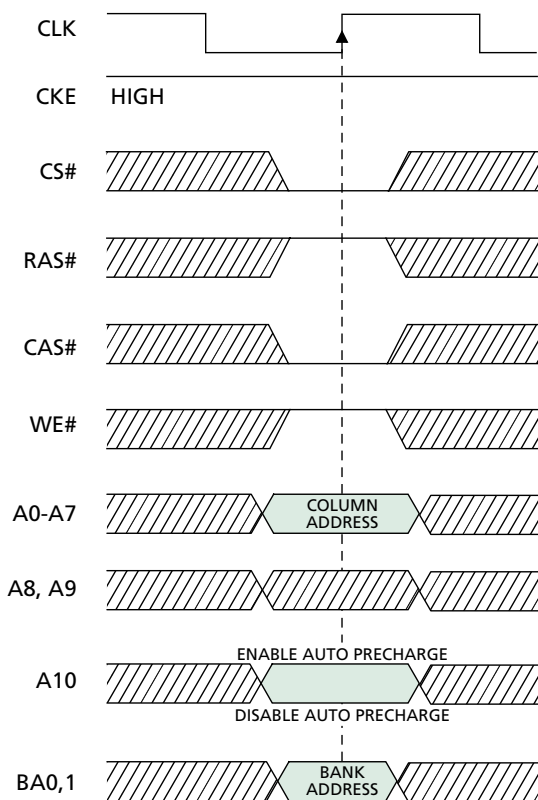 CLK
CKE HIGH
CS#
RAS#
CAS#
WE#
A0-A7 COLUMN
ADDRESS
A8, A9
ENABLE AUTO PRECHARGE
A10
DISABLE AUTO PRECHARGE
BA0,1 BANK
ADDRESS